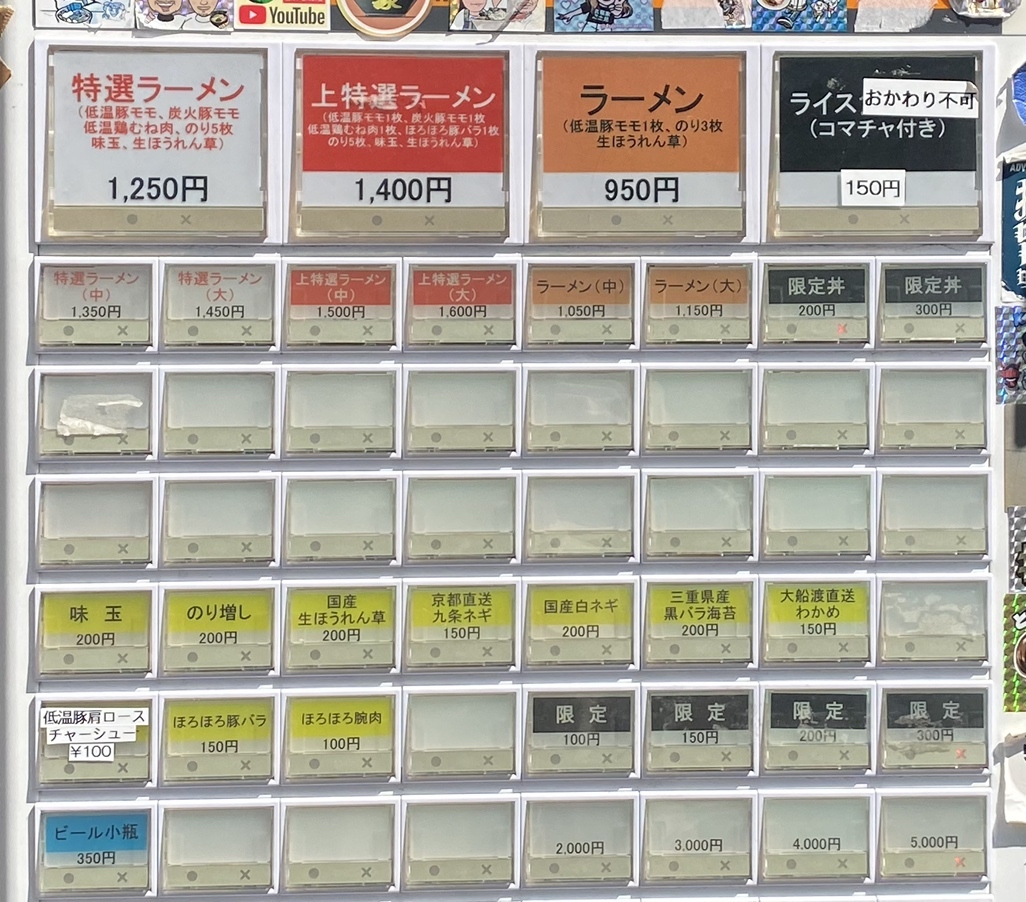 YouTube
特選ラーメン
(低温豚モモ、炭火豚モモ
低温鶏むね肉、のり5枚
味玉、生ほうれん草)
1,250円
上特選ラーメン
(低温豚モモ1枚、炭火豚モモ1枚
低温鶏むね肉1枚、ほろほろ豚バラ1枚
のり5枚、味玉、生ほうれん草)
1,400円
ラーメン
(低温豚モモ1枚、のり3枚
生ほうれん草)
950円
ライス
おかわり不可
(コマチャ付き)
150円
特選ラーメン
(中)
1,350円
特選ラーメン
(大)
1,450円
上特選ラーメン
(中)
1,500円
上特選ラーメン
(大)
1,600円
ラーメン(中)
1,050円
ラーメン(大)
1,150円
限定丼
200円
限定丼
300円
味玉
200円
のり増し
200円
国産
生ほうれん草
200円
京都直送
九条ネギ
150円
国産白ネギ
200円
三重県産
黒バラ海苔
200円
大船渡直送
わかめ
150円
低温豚肩ロース
チャーシュー
¥100
ほろほろ豚バラ
150円
ほろほろ腕肉
100円
限定
100円
限定
150円
限定
200円
限定
300円
ビール小瓶
350円
2,000円
3,000円
4,000円
5,000円